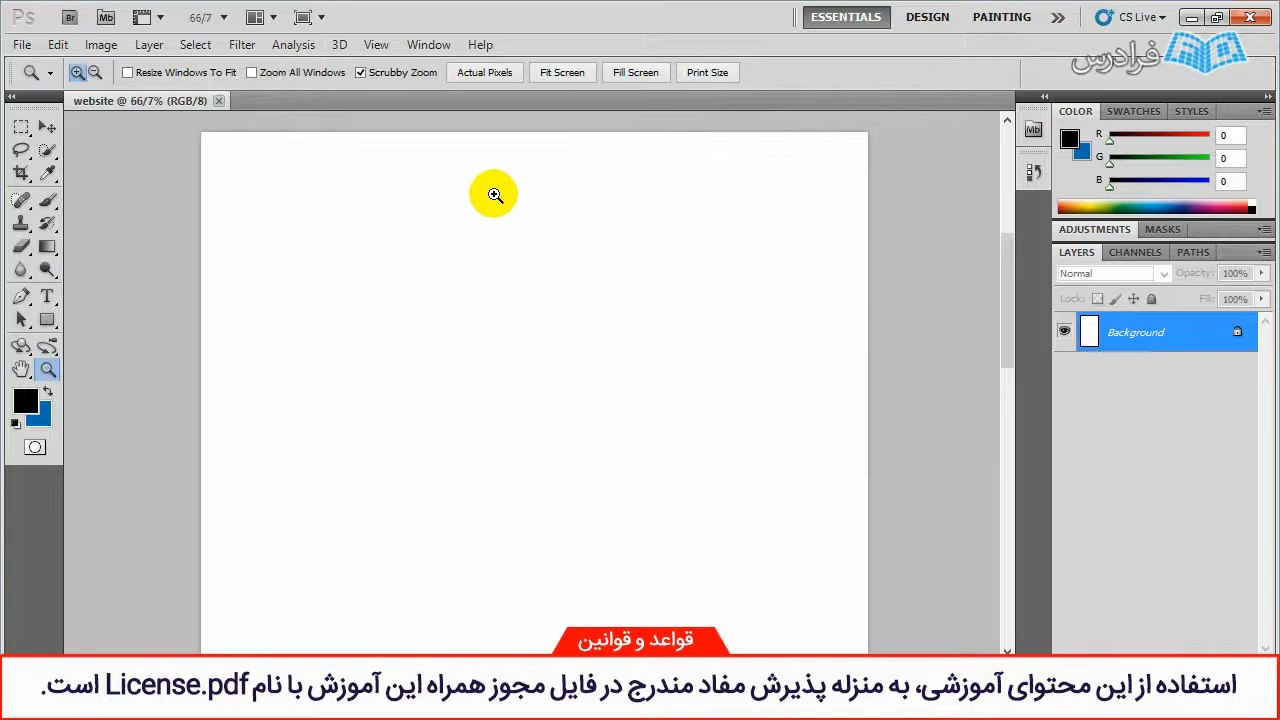 Ps Br Mb 66/7 ESSENTIALS DESIGN PAINTING CS Live
File Edit Image Layer Select Filter Analysis 3D View Window Help
فرادرس
Resize Windows To Fit Zoom All Windows Scrubby Zoom Actual Pixels Fit Screen Fill Screen Print Size
website @ 66/7% (RGB/8)
COLOR SWATCHES STYLES
Mb
R 0
G 0
B 0
ADJUSTMENTS MASKS
LAYERS CHANNELS PATHS
Normal Opacity: 100%
Lock: Fill: 100%
Background
T
قواعد و قوانین
استفاده از این محتوای آموزشی، به منزله پذیرش مفاد مندرج در فایل مجوز همراه این آموزش با نام License.pdf است.